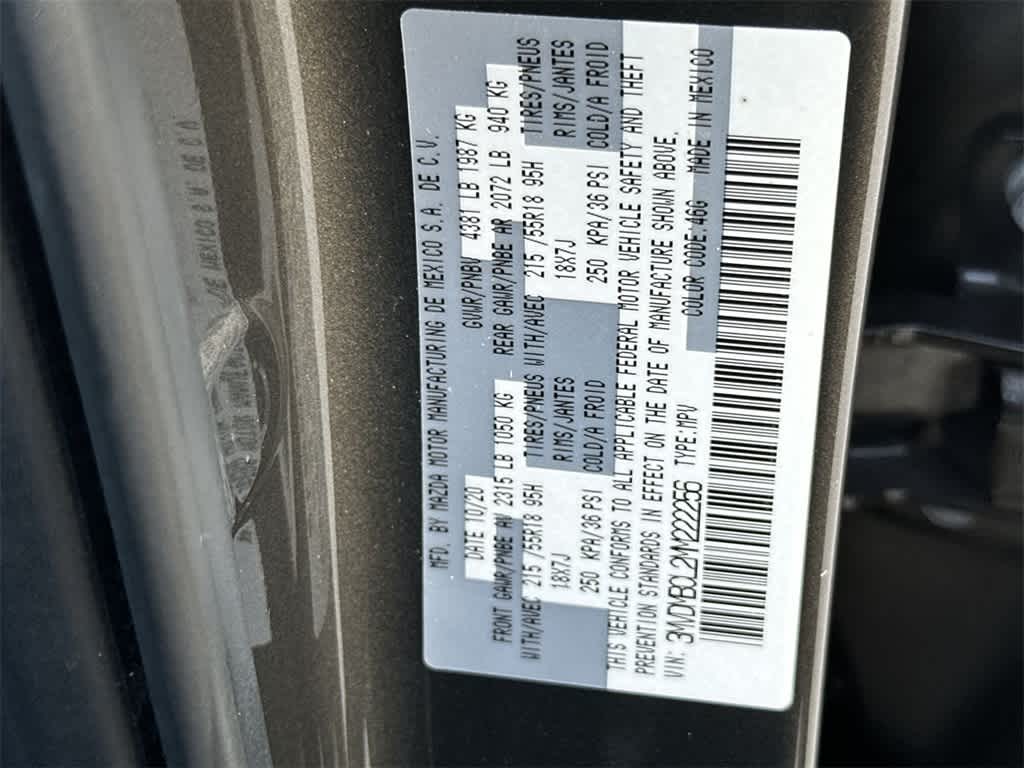 MFD. BY MAZDA MOTOR MANUFACTURING DE MEXICO S.A. DE C.V.
DATE 10/20 GVWR/PNBV 4381 LB 1987 KG
FRONT GAWR/PNBE AV 2315 LB 1050 KG REAR GAWR/PNBE AR 2072 LB 940 KG
WITH/AVEC 215 /55R18 95H TIRES/PNEUS WITH/AVEC 215 /55R18 95H TIRES/PNEUS
18X7J RIMS/JANTES 18X7J RIMS/JANTES
250 KPA/36 PSI COLD/A FROID 250 KPA/36 PSI COLD/A FROID
THIS VEHICLE CONFORMS TO ALL APPLICABLE FEDERAL MOTOR VEHICLE SAFETY AND THEFT
PREVENTION STANDARDS IN EFFECT ON THE DATE OF MANUFACTURE SHOWN ABOVE.
VIN: TYPE:MPV COLOR CODE:46G MADE IN MEXICO